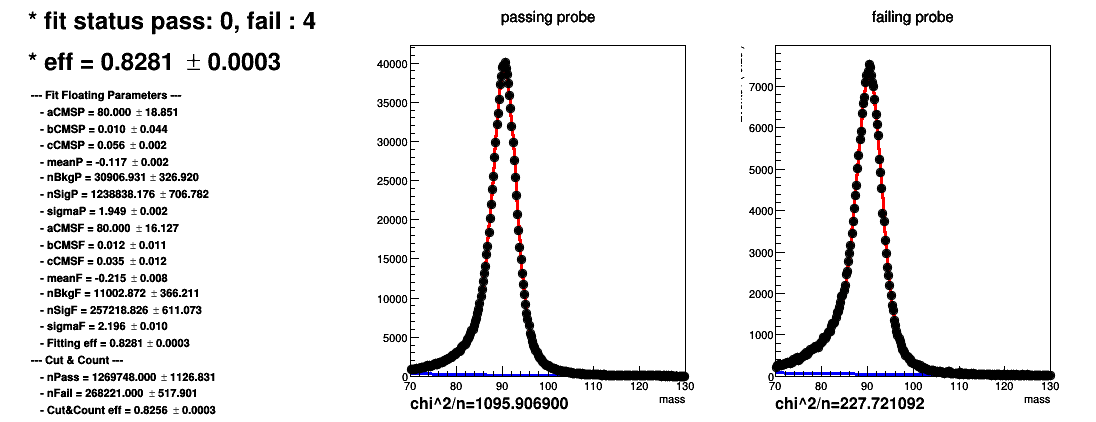 * fit status pass: 0, fail : 4
* eff = 0.8281 ± 0.0003
--- Fit Floating Parameters ---
- aCMSP = 80.000 ± 18.851
- bCMSP = 0.010 ± 0.044
- cCMSP = 0.056 ± 0.002
- meanP = -0.117 ± 0.002
- nBkgP = 30906.931 ± 326.920
- nSigP = 1238838.176 ± 706.782
- sigmaP = 1.949 ± 0.002
- aCMSF = 80.000 ± 16.127
- bCMSF = 0.012 ± 0.011
- cCMSF = 0.035 ± 0.012
- meanF = -0.215 ± 0.008
- nBkgF = 11002.872 ± 366.211
- nSigF = 257218.826 ± 611.073
- sigmaF = 2.196 ± 0.010
- Fitting eff = 0.8281 ± 0.0003
--- Cut & Count ---
- nPass = 1269748.000 ± 1126.831
- nFail = 268221.000 ± 517.901
- Cut&Count eff = 0.8256 ± 0.0003
passing probe
40000
35000
30000
25000
20000
15000
10000
5000
0
70 80 90 100 110 120 130
mass
chi^2/n=1095.906900
failing probe
7000
6000
5000
4000
3000
2000
1000
0
70 80 90 100 110 120 130
mass
chi^2/n=227.721092